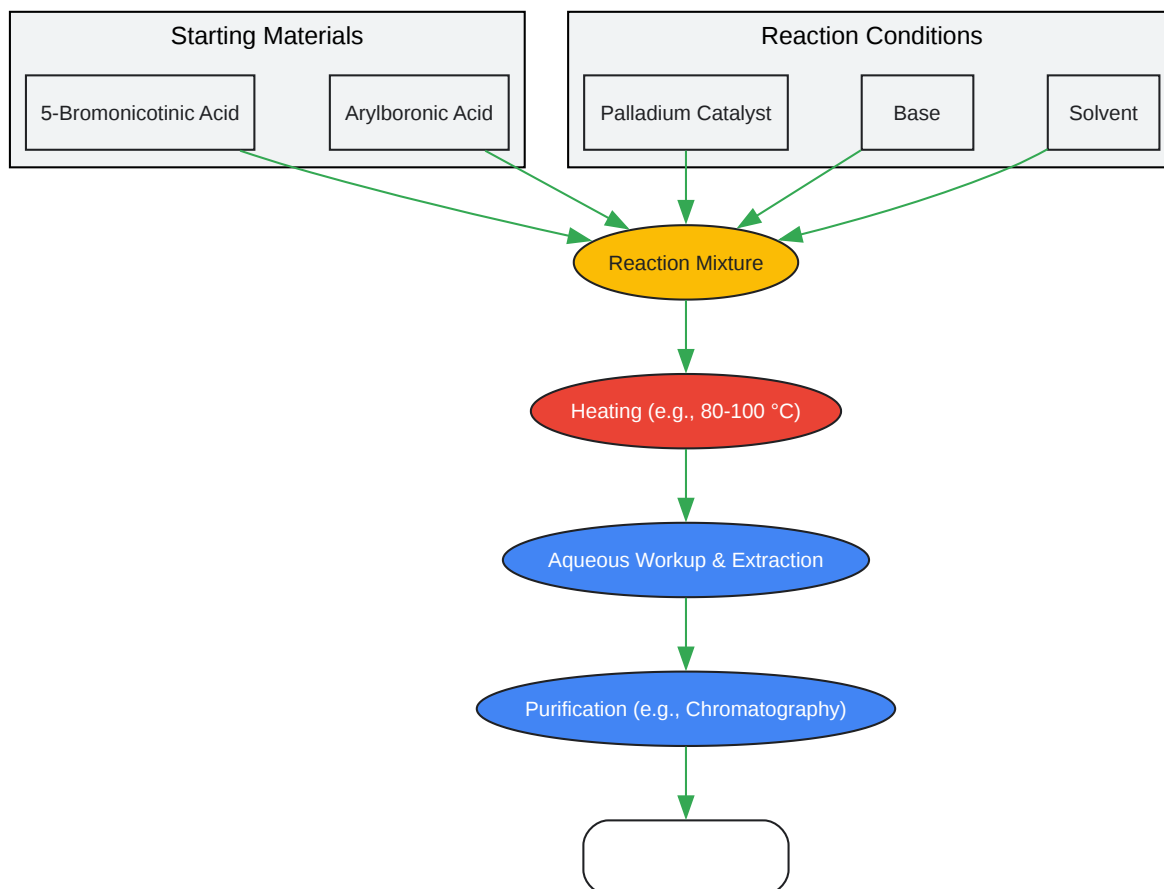 Starting Materials
Reaction Conditions
5-Bromonicotinic Acid
Arylboronic Acid
Palladium Catalyst
Base
Solvent
Reaction Mixture
Heating (e.g., 80-100 °C)
Aqueous Workup & Extraction
Purification (e.g., Chromatography)